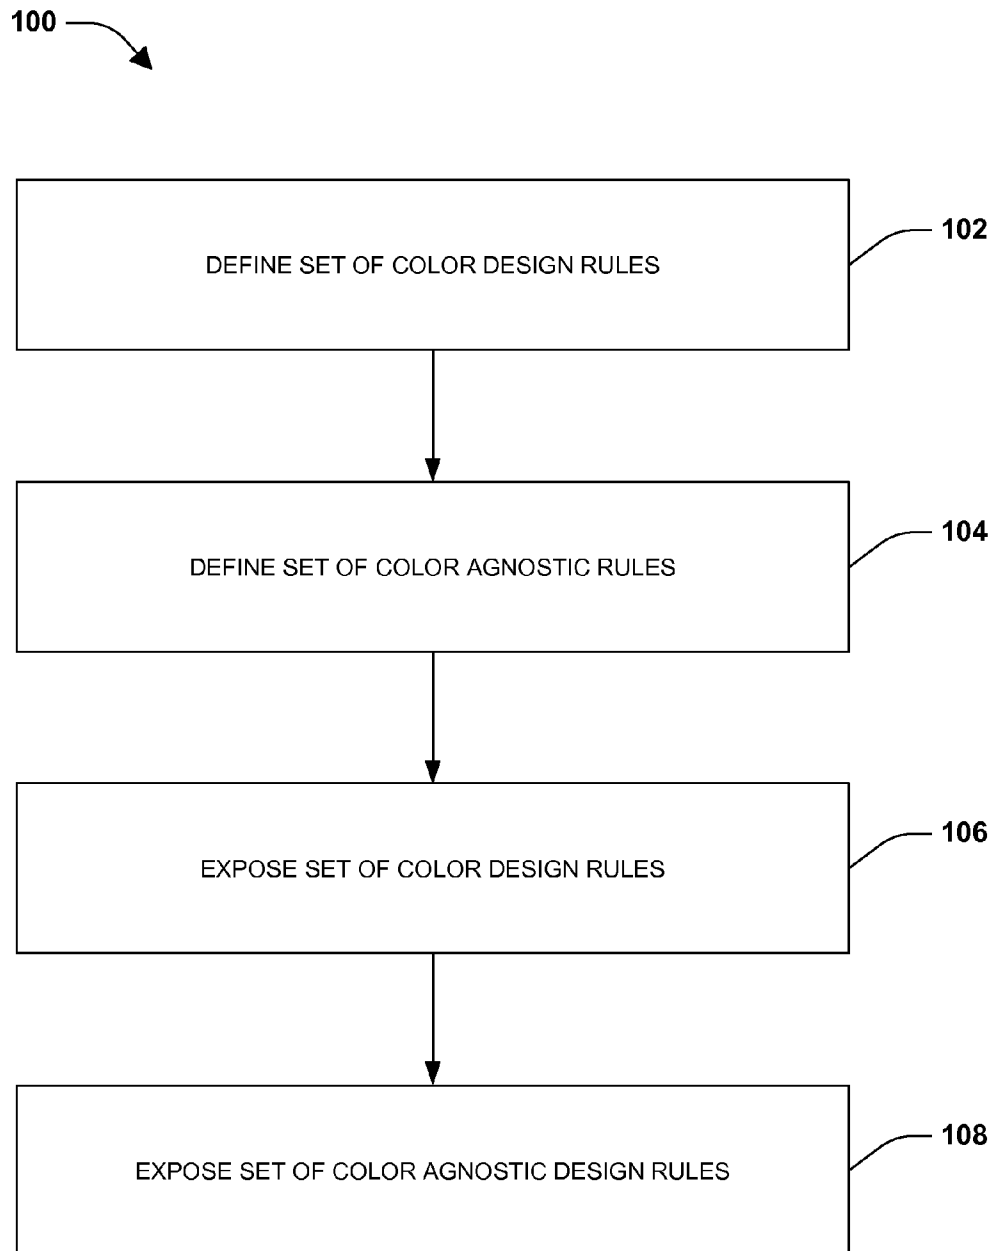 100
102
DEFINE SET OF COLOR DESIGN RULES
104
DEFINE SET OF COLOR AGNOSTIC RULES
106
EXPOSE SET OF COLOR DESIGN RULES
108
EXPOSE SET OF COLOR AGNOSTIC DESIGN RULES